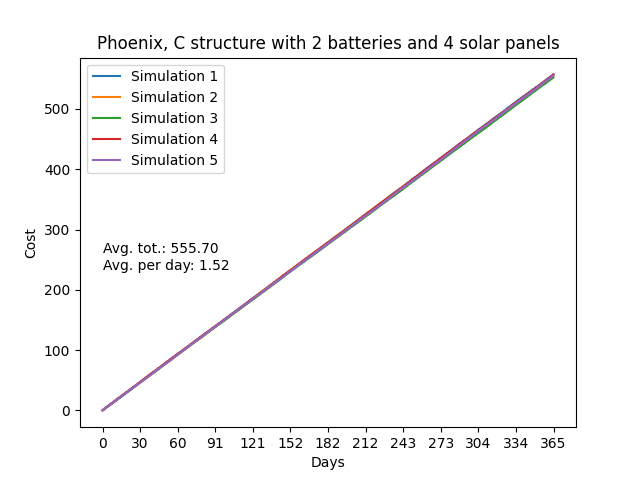 Phoenix, C structure with 2 batteries and 4 solar panels
Simulation 1
Simulation 2
Simulation 3
Simulation 4
Simulation 5
Avg. tot.: 555.70
Avg. per day: 1.52
Cost
500
400
300
200
100
0
0 30 60 91 121 152 182 212 243 273 304 334 365
Days